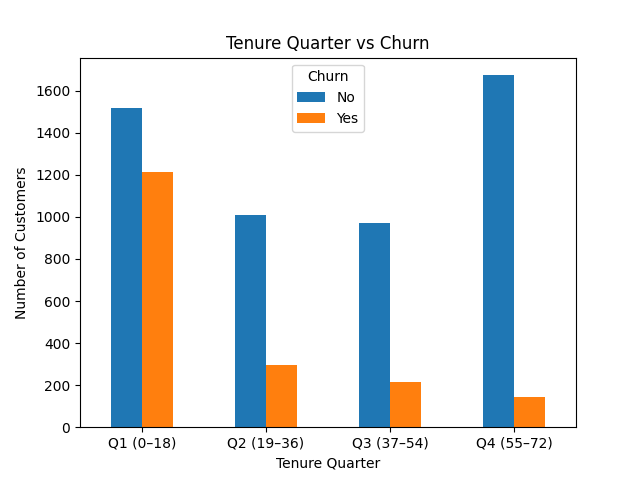 Tenure Quarter vs Churn
Churn
No
Yes
Number of Customers
1600
1400
1200
1000
800
600
400
200
0
Q1 (0–18) Q2 (19–36) Q3 (37–54) Q4 (55–72)
Tenure Quarter